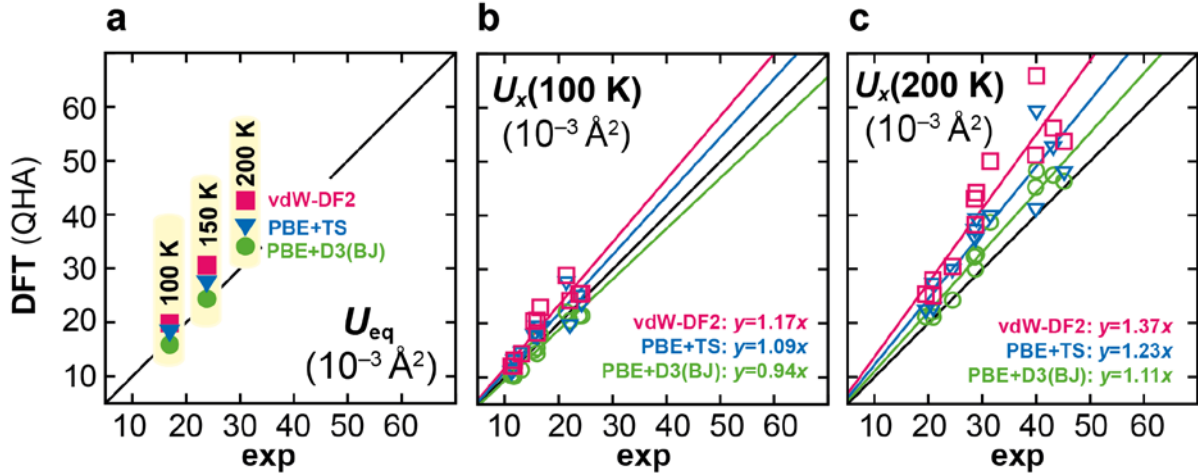 a
DFT (QHA)
60
50
40
30
20
10
100 K
150 K
200 K
vdW-DF2
PBE+TS
PBE+D3(BJ)
Ueq
(10−3 Å2)
10 20 30 40 50 60
exp
b
Ux(100 K)
(10−3 Å2)
vdW-DF2: y=1.17x
PBE+TS: y=1.09x
PBE+D3(BJ): y=0.94x
10 20 30 40 50 60
exp
c
Ux(200 K)
(10−3 Å2)
vdW-DF2: y=1.37x
PBE+TS: y=1.23x
PBE+D3(BJ): y=1.11x
10 20 30 40 50 60
exp